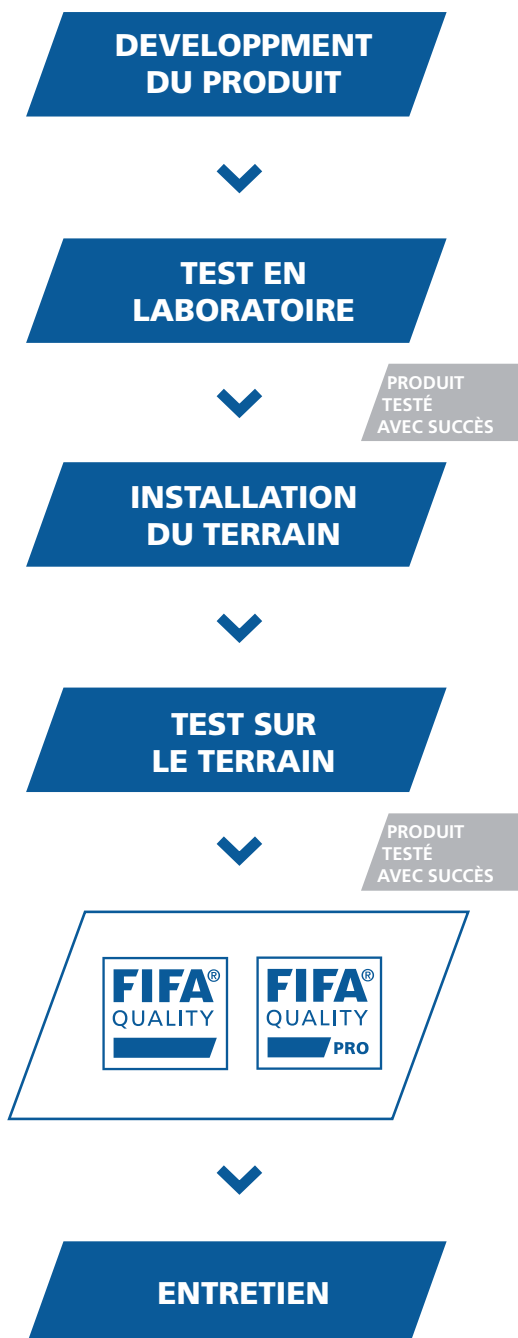 DEVELOPPMENT
DU PRODUIT
TEST EN
LABORATOIRE
PRODUIT
TESTÉ
AVEC SUCCÈS
INSTALLATION
DU TERRAIN
TEST SUR
LE TERRAIN
PRODUIT
TESTÉ
AVEC SUCCÈS
FIFA®
QUALITY
FIFA®
QUALITY
PRO
ENTRETIEN